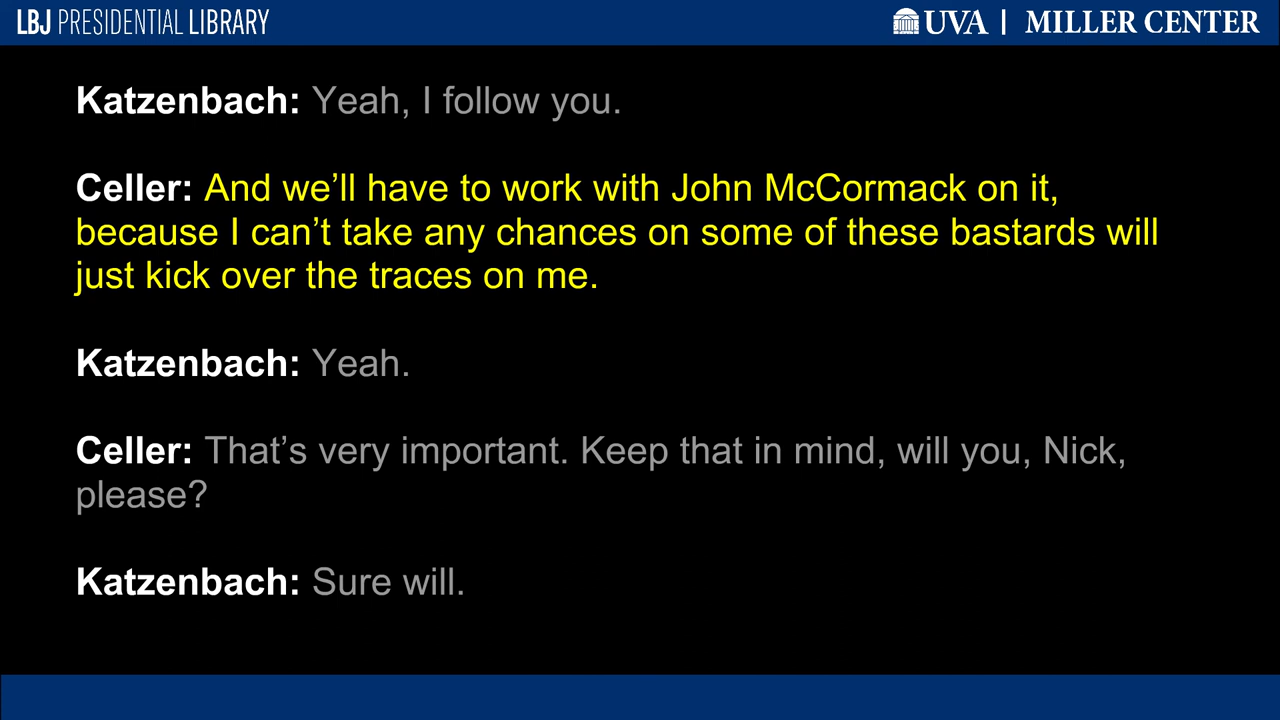 LBJ PRESIDENTIAL LIBRARY
UVA | MILLER CENTER
Katzenbach: Yeah, I follow you.
Celler: And we’ll have to work with John McCormack on it,
because I can’t take any chances on some of these bastards will
just kick over the traces on me.
Katzenbach: Yeah.
Celler: That’s very important. Keep that in mind, will you, Nick,
please?
Katzenbach: Sure will.